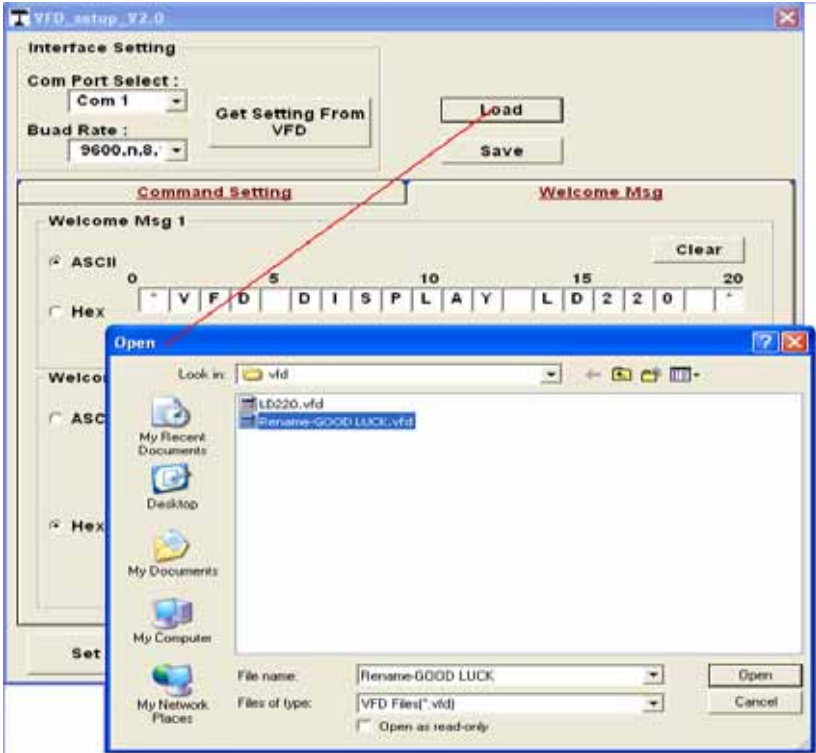 VFD_setup_V2.0
Interface Setting
Com Port Select :
Com 1
Get Setting From
VFD
Buad Rate :
9600,n,8,
Load
Save
Command Setting
Welcome Msg
Welcome Msg 1
Clear
ASCII
0 5 10 15 20
* V F D D I S P L A Y L D 2 2 0 *
Hex
Welco
ASC
Hex
Set
Open
Look in: vfd
LD220.vfd
Rename-GOOD LUCK.vfd
My Recent
Documents
Desktop
My Documents
My Computer
My Network
Places
File name: Rename-GOOD LUCK
Open
Files of type: VFD Files(*.vfd)
Cancel
Open as read-only